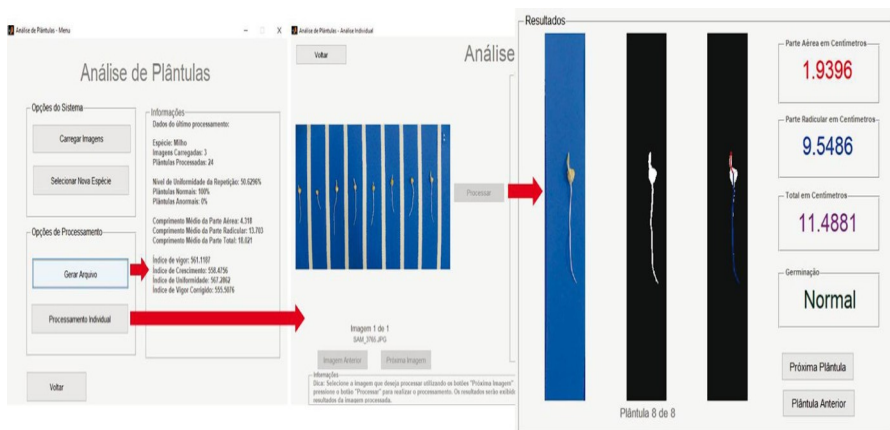 Análise de Plântulas - Menu
Análise de Plântulas
Opções do Sistema
Carregar Imagens
Selecionar Nova Espécie
Opções de Processamento
Gerar Arquivo
Processamento Individual
Voltar
Informações
Dados do último processamento:
Espécie: Milho
Imagens Carregadas: 3
Plântulas Processadas: 24
Nível de Uniformidade da Repetição: 50.6296%
Plântulas Normais: 100%
Plântulas Anormais: 0%
Comprimento Médio da Parte Aérea: 4.318
Comprimento Médio da Parte Radicular: 13.703
Comprimento Médio da Parte Total: 18.021
Índice de vigor: 561.1187
Índice de Crescimento: 558.4756
Índice de Uniformidade: 567.2862
Índice de Vigor Corrigido: 555.5076
Análise de Plântulas - Análise Individual
Voltar
Análise
Processar
Imagem 1 de 1
SAM_3765.JPG
Imagem Anterior
Próxima Imagem
Informações
Dica: Selecione a imagem que deseja processar utilizando os botões "Próxima Imagem"
pressione o botão "Processar" para realizar o processamento. Os resultados serão exibido
resultados da imagem processada.
Resultados
Parte Aérea em Centímetros
1.9396
Parte Radicular em Centímetros
9.5486
Total em Centímetros
11.4881
Germinação
Normal
Próxima Plântula
Plântula Anterior
Plântula 8 de 8